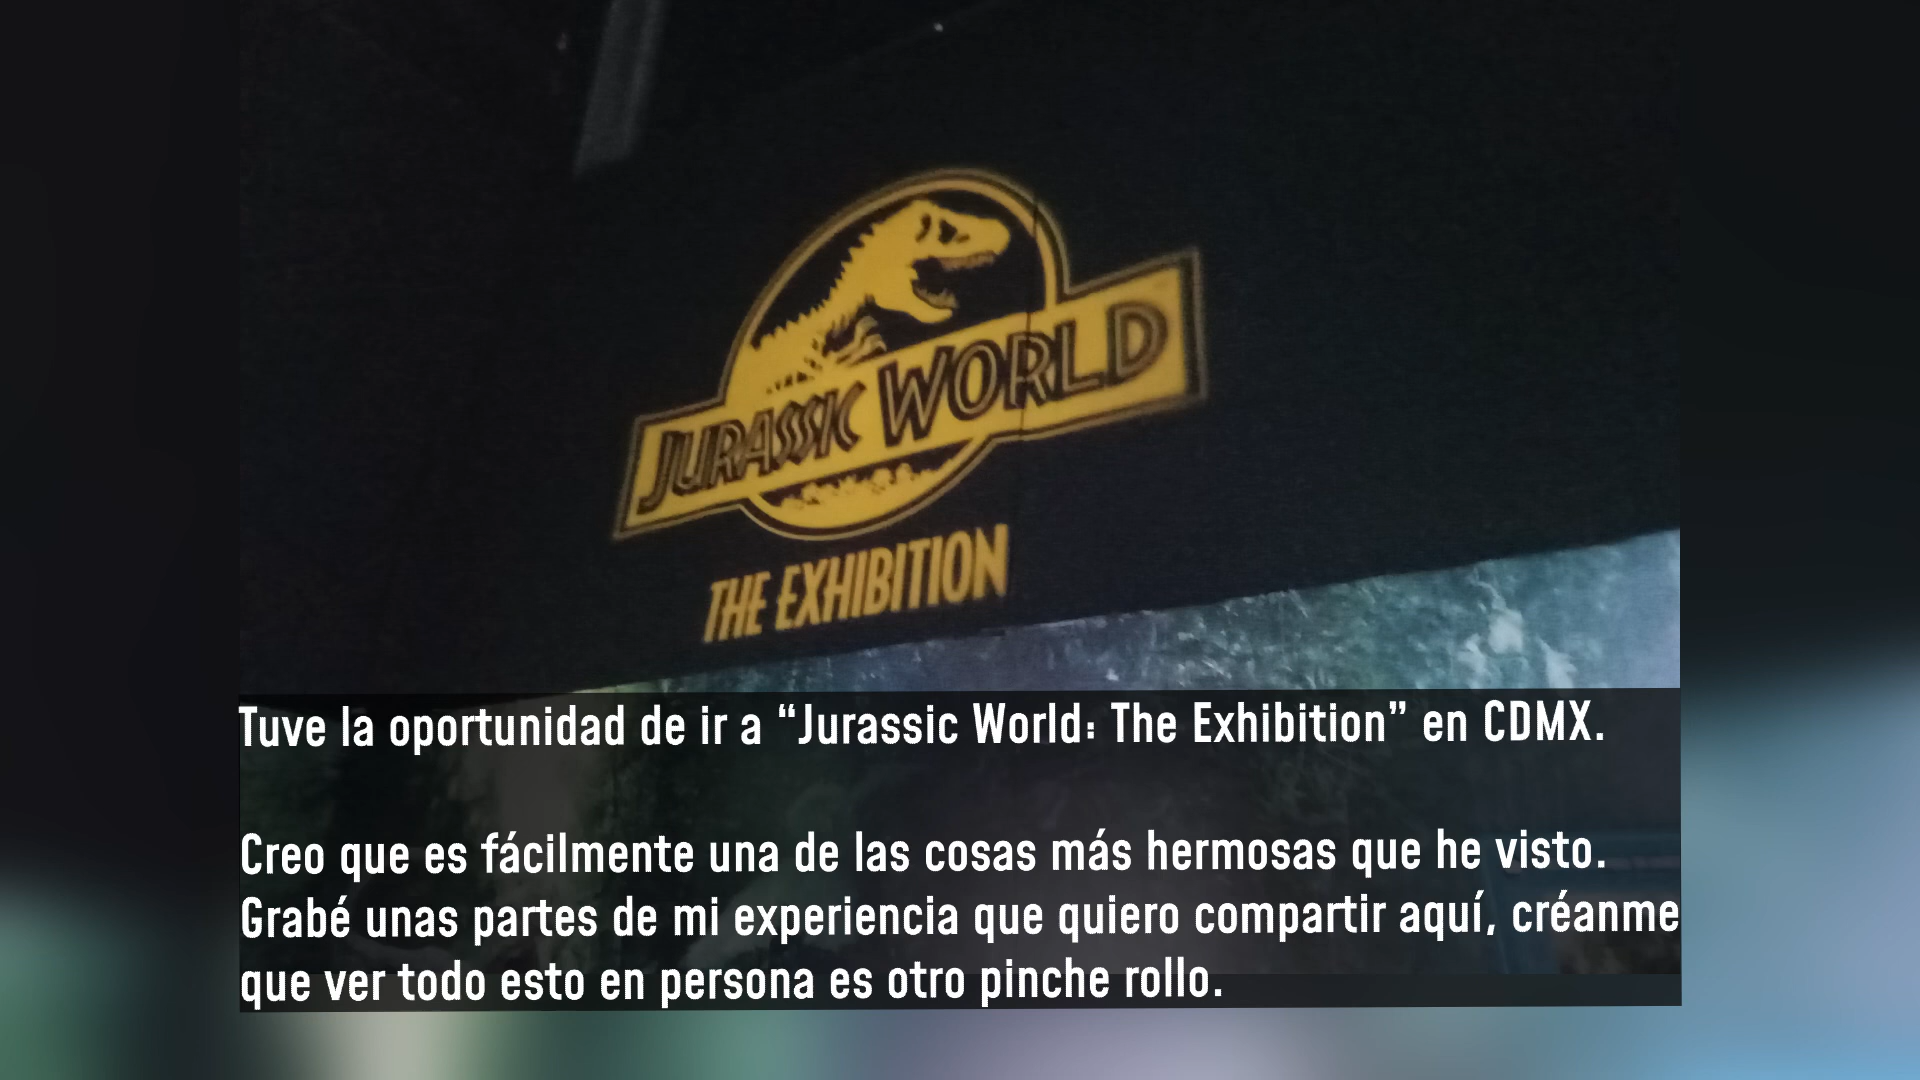 JURASSIC WORLD
THE EXHIBITION
Tuve la oportunidad de ir a “Jurassic World: The Exhibition” en CDMX.
Creo que es fácilmente una de las cosas más hermosas que he visto.
Grabé unas partes de mi experiencia que quiero compartir aquí, créanme
que ver todo esto en persona es otro pinche rollo.